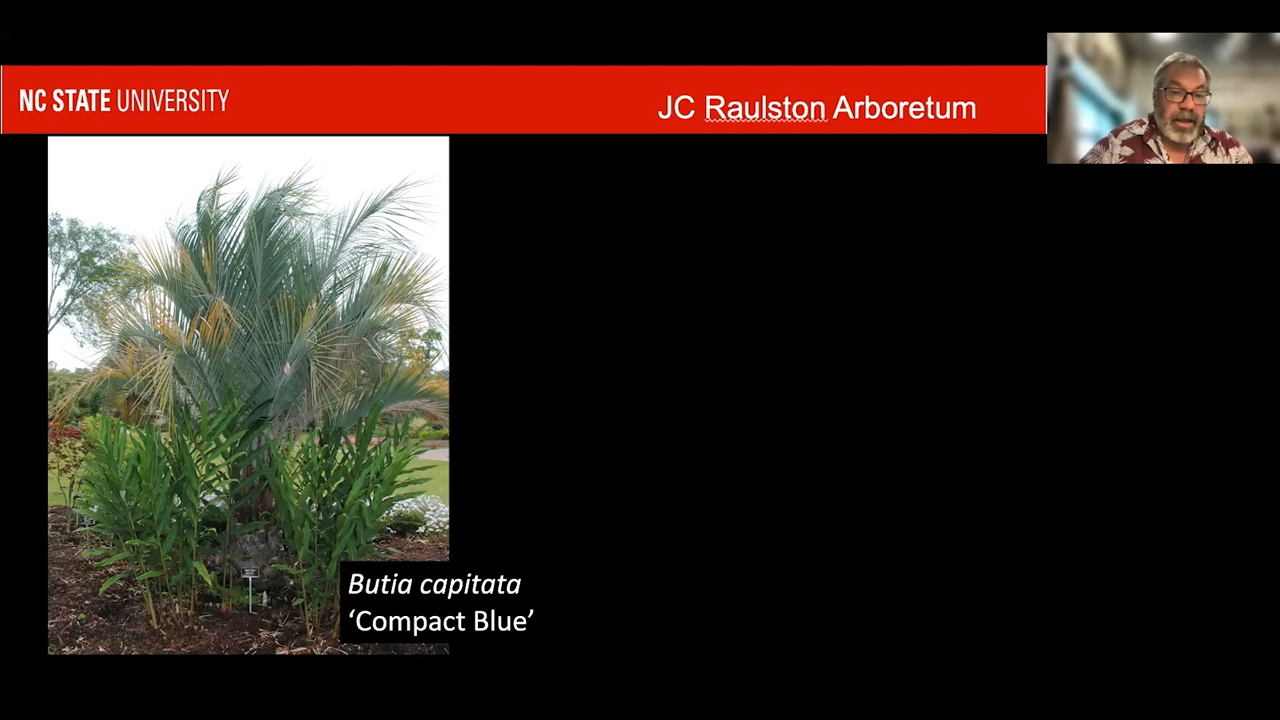 NC STATE UNIVERSITY
JC Raulston Arboretum
Butia capitata
‘Compact Blue’